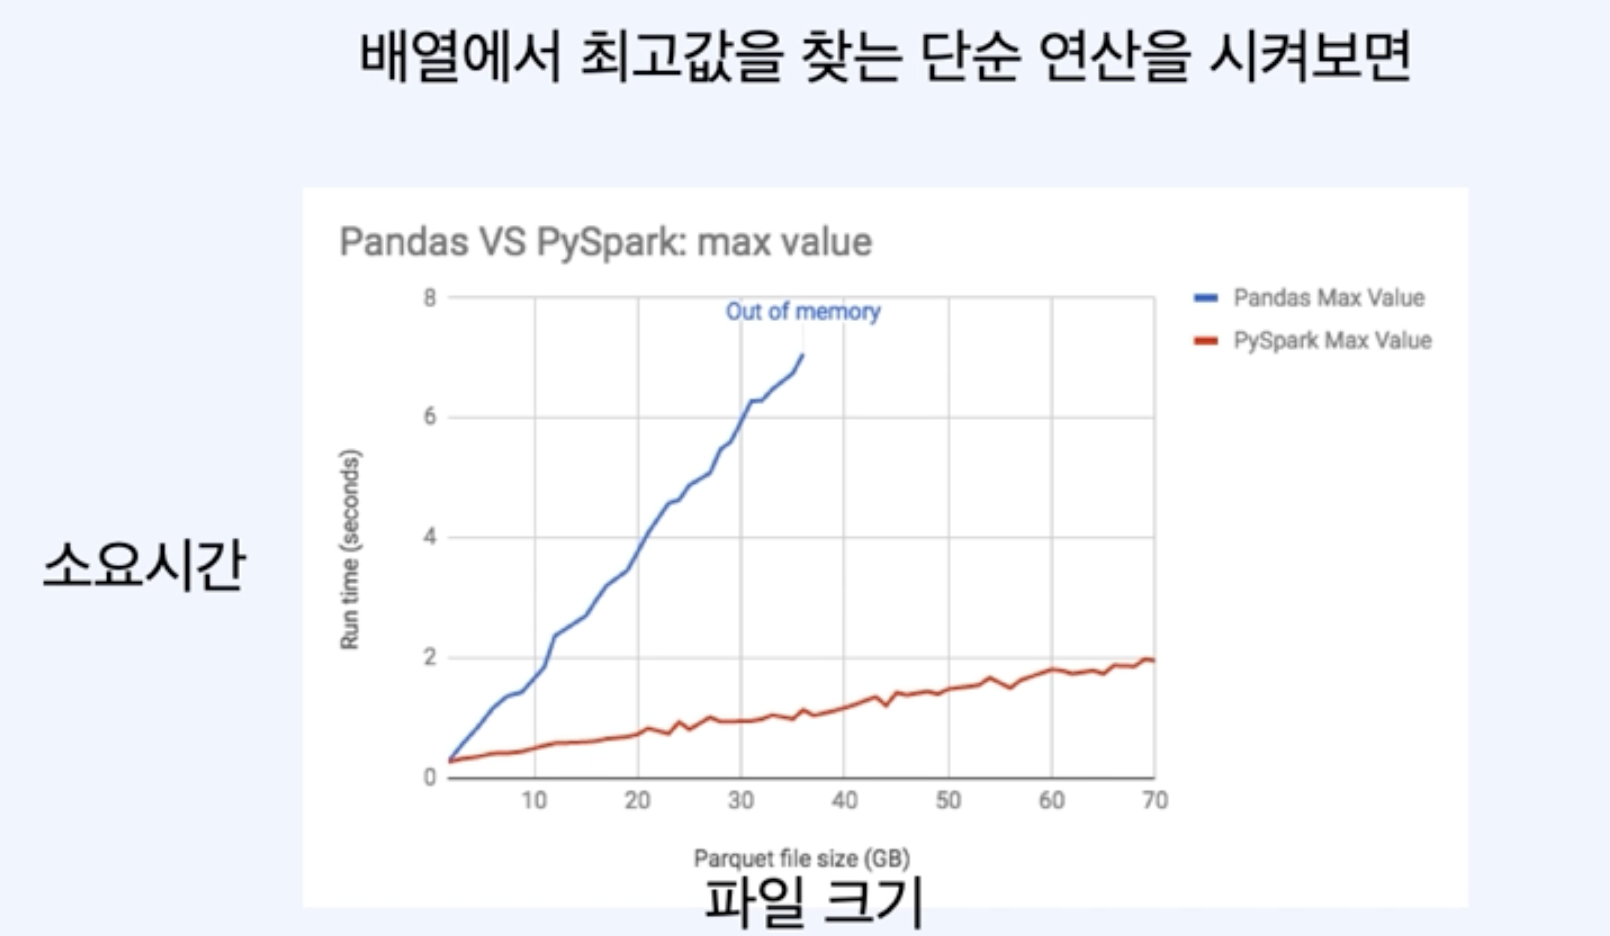 배열에서 최고값을 찾는 단순 연산을 시켜보면
Pandas VS PySpark: max value
8
Out of memory
Pandas Max Value
PySpark Max Value
6
4
2
0
소요시간
Run time (seconds)
10 20 30 40 50 60 70
Parquet file size (GB)
파일 크기